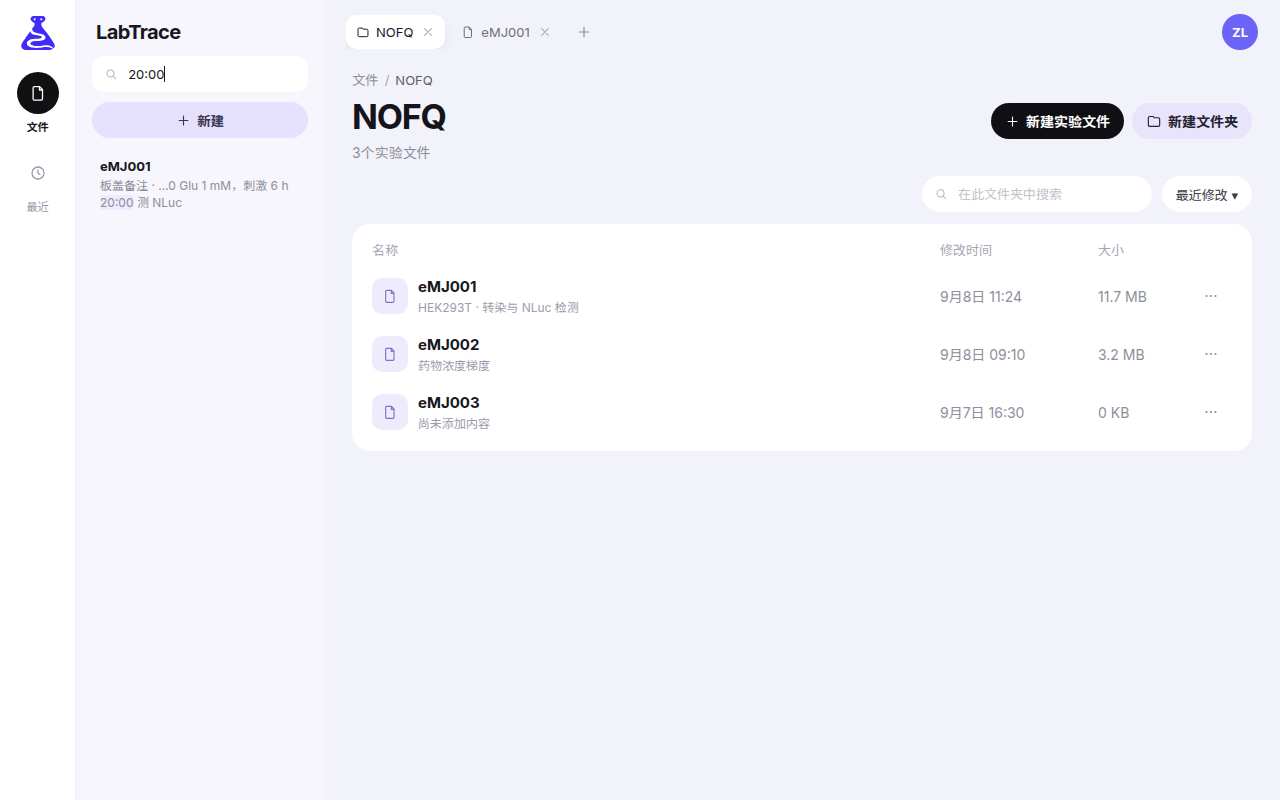 LabTrace
20:00
新建
文件
最近
eMJ001
板盖备注 · ...0 Glu 1 mM，刺激 6 h
20:00 测 NLuc
NOFQ
eMJ001
ZL
文件 / NOFQ
NOFQ
3个实验文件
新建实验文件
新建文件夹
在此文件夹中搜索
最近修改 ▾
名称 修改时间 大小
eMJ001
HEK293T · 转染与 NLuc 检测
9月8日 11:24
11.7 MB
eMJ002
药物浓度梯度
9月8日 09:10
3.2 MB
eMJ003
尚未添加内容
9月7日 16:30
0 KB